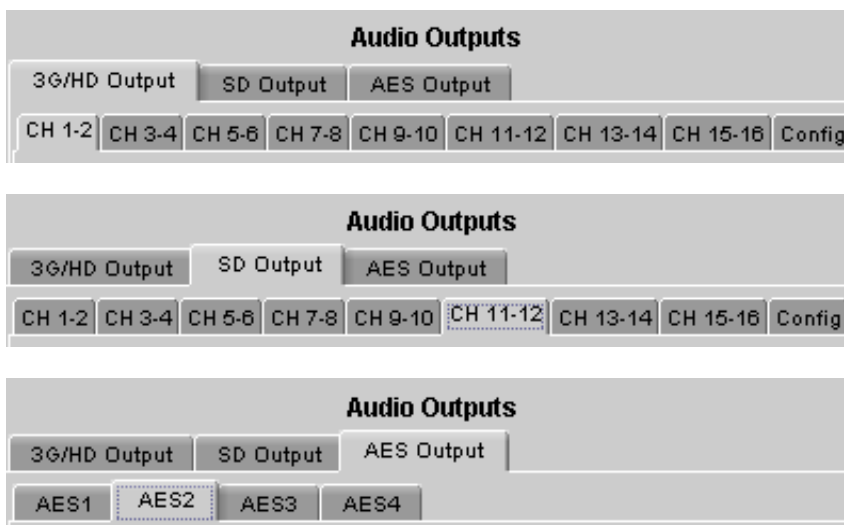 Audio Outputs
3G/HD Output SD Output AES Output
CH 1-2 CH 3-4 CH 5-6 CH 7-8 CH 9-10 CH 11-12 CH 13-14 CH 15-16 Config
Audio Outputs
3G/HD Output SD Output AES Output
CH 1-2 CH 3-4 CH 5-6 CH 7-8 CH 9-10 CH 11-12 CH 13-14 CH 15-16 Config
Audio Outputs
3G/HD Output SD Output AES Output
AES1 AES2 AES3 AES4